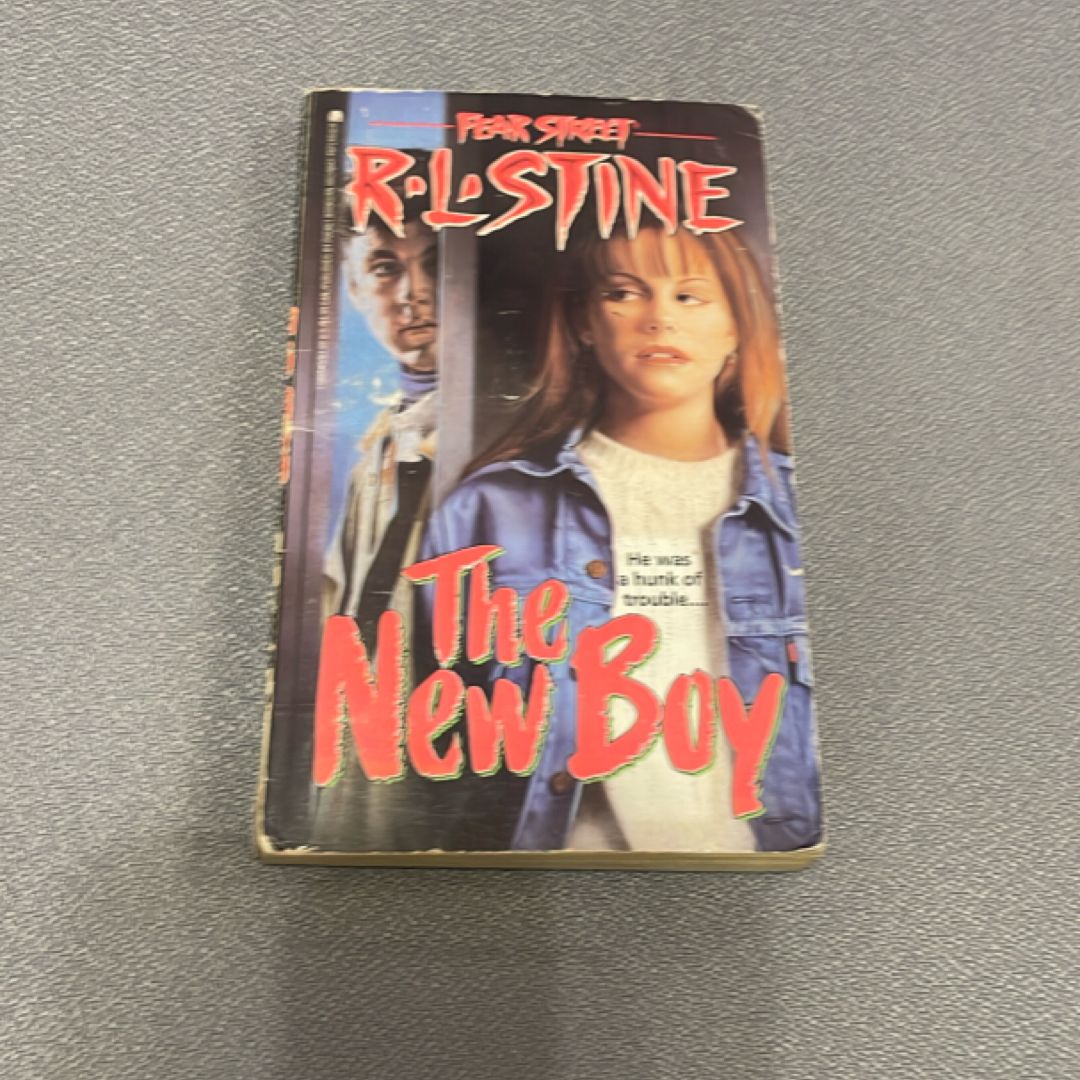 FEAR STREET
R·L·STINE
He was
a hunk of
trouble....
The
New Boy